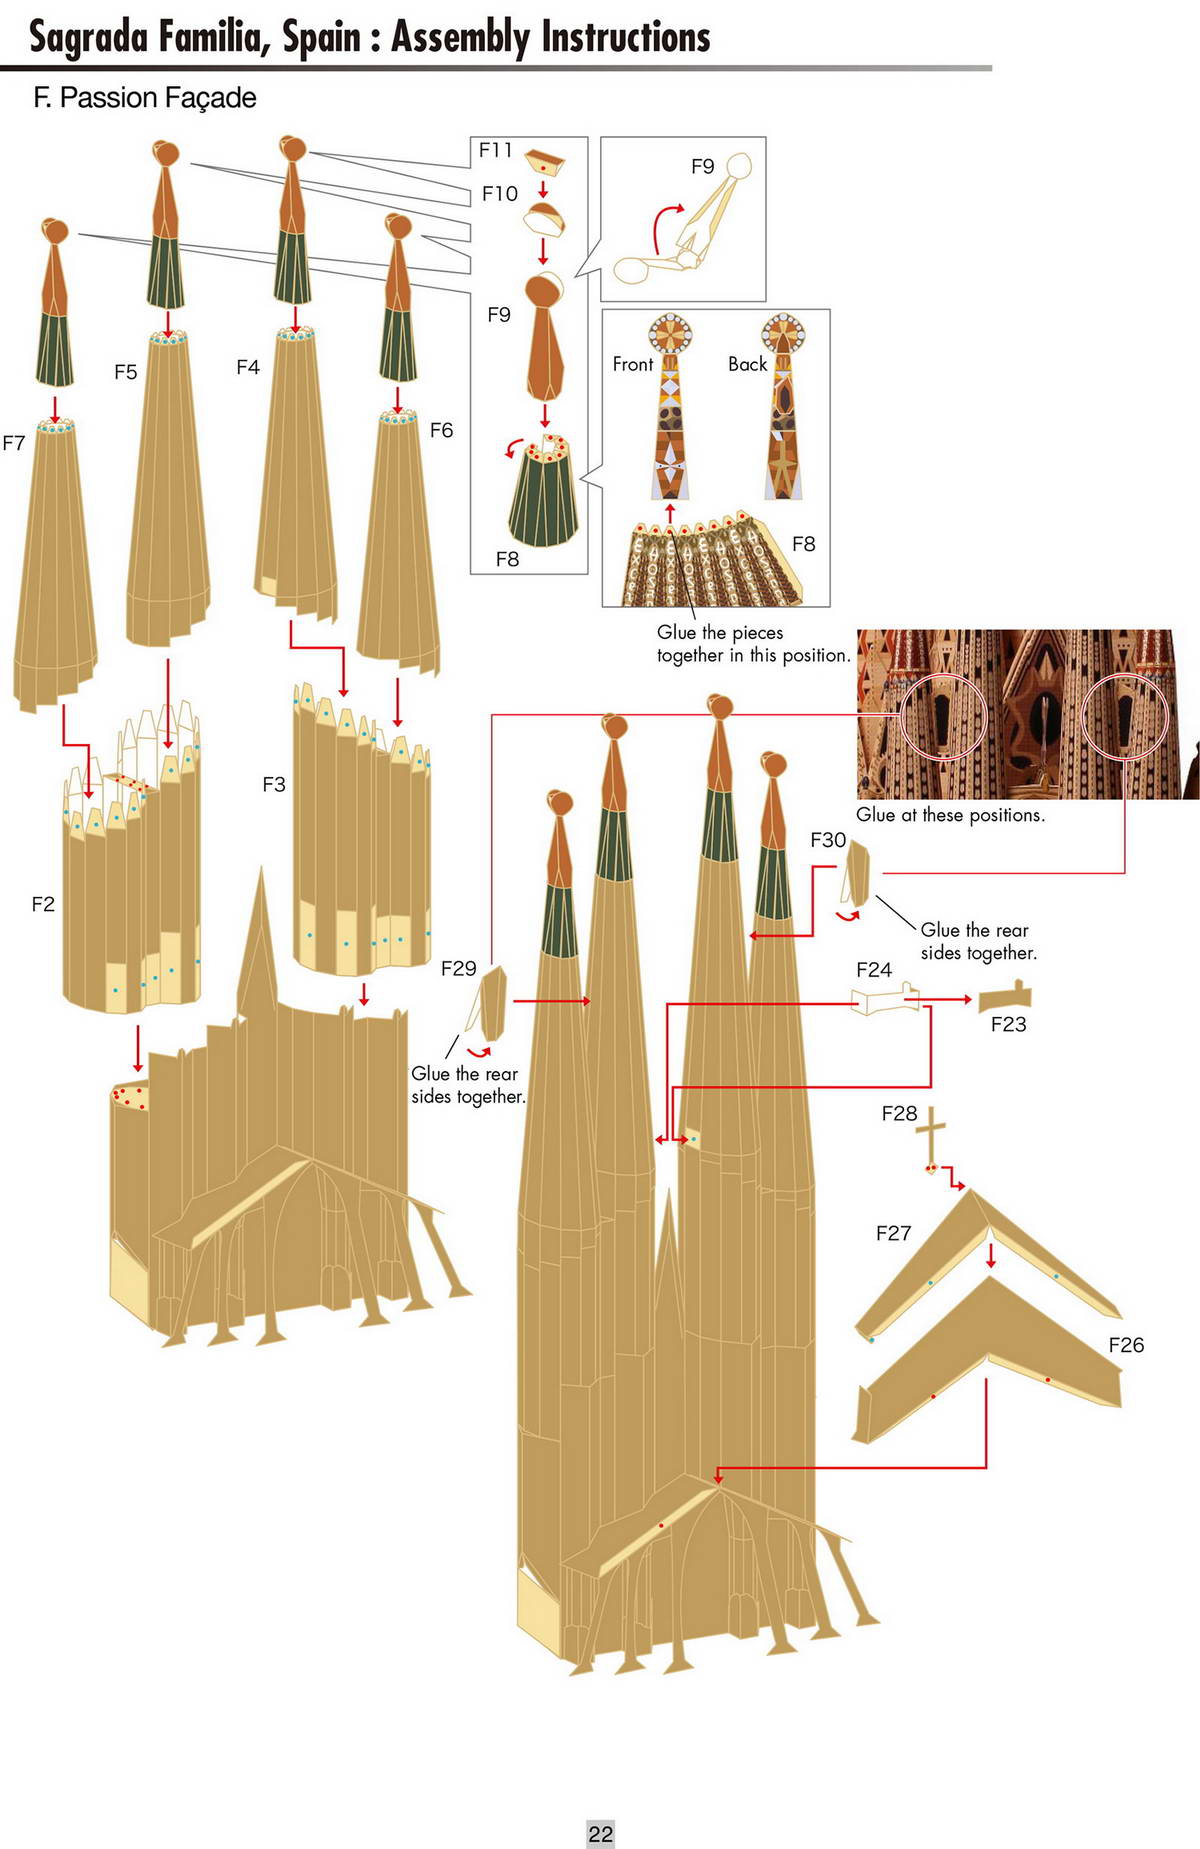 Sagrada Familia, Spain : Assembly Instructions
F. Passion Façade
F11
F10
F9
F9
F8
Front
Back
F8
Glue the pieces
together in this position.
F5
F4
F7
F6
F3
F2
Glue at these positions.
F30
Glue the rear
sides together.
F29
Glue the rear
sides together.
F24
F23
F28
F27
F26
22